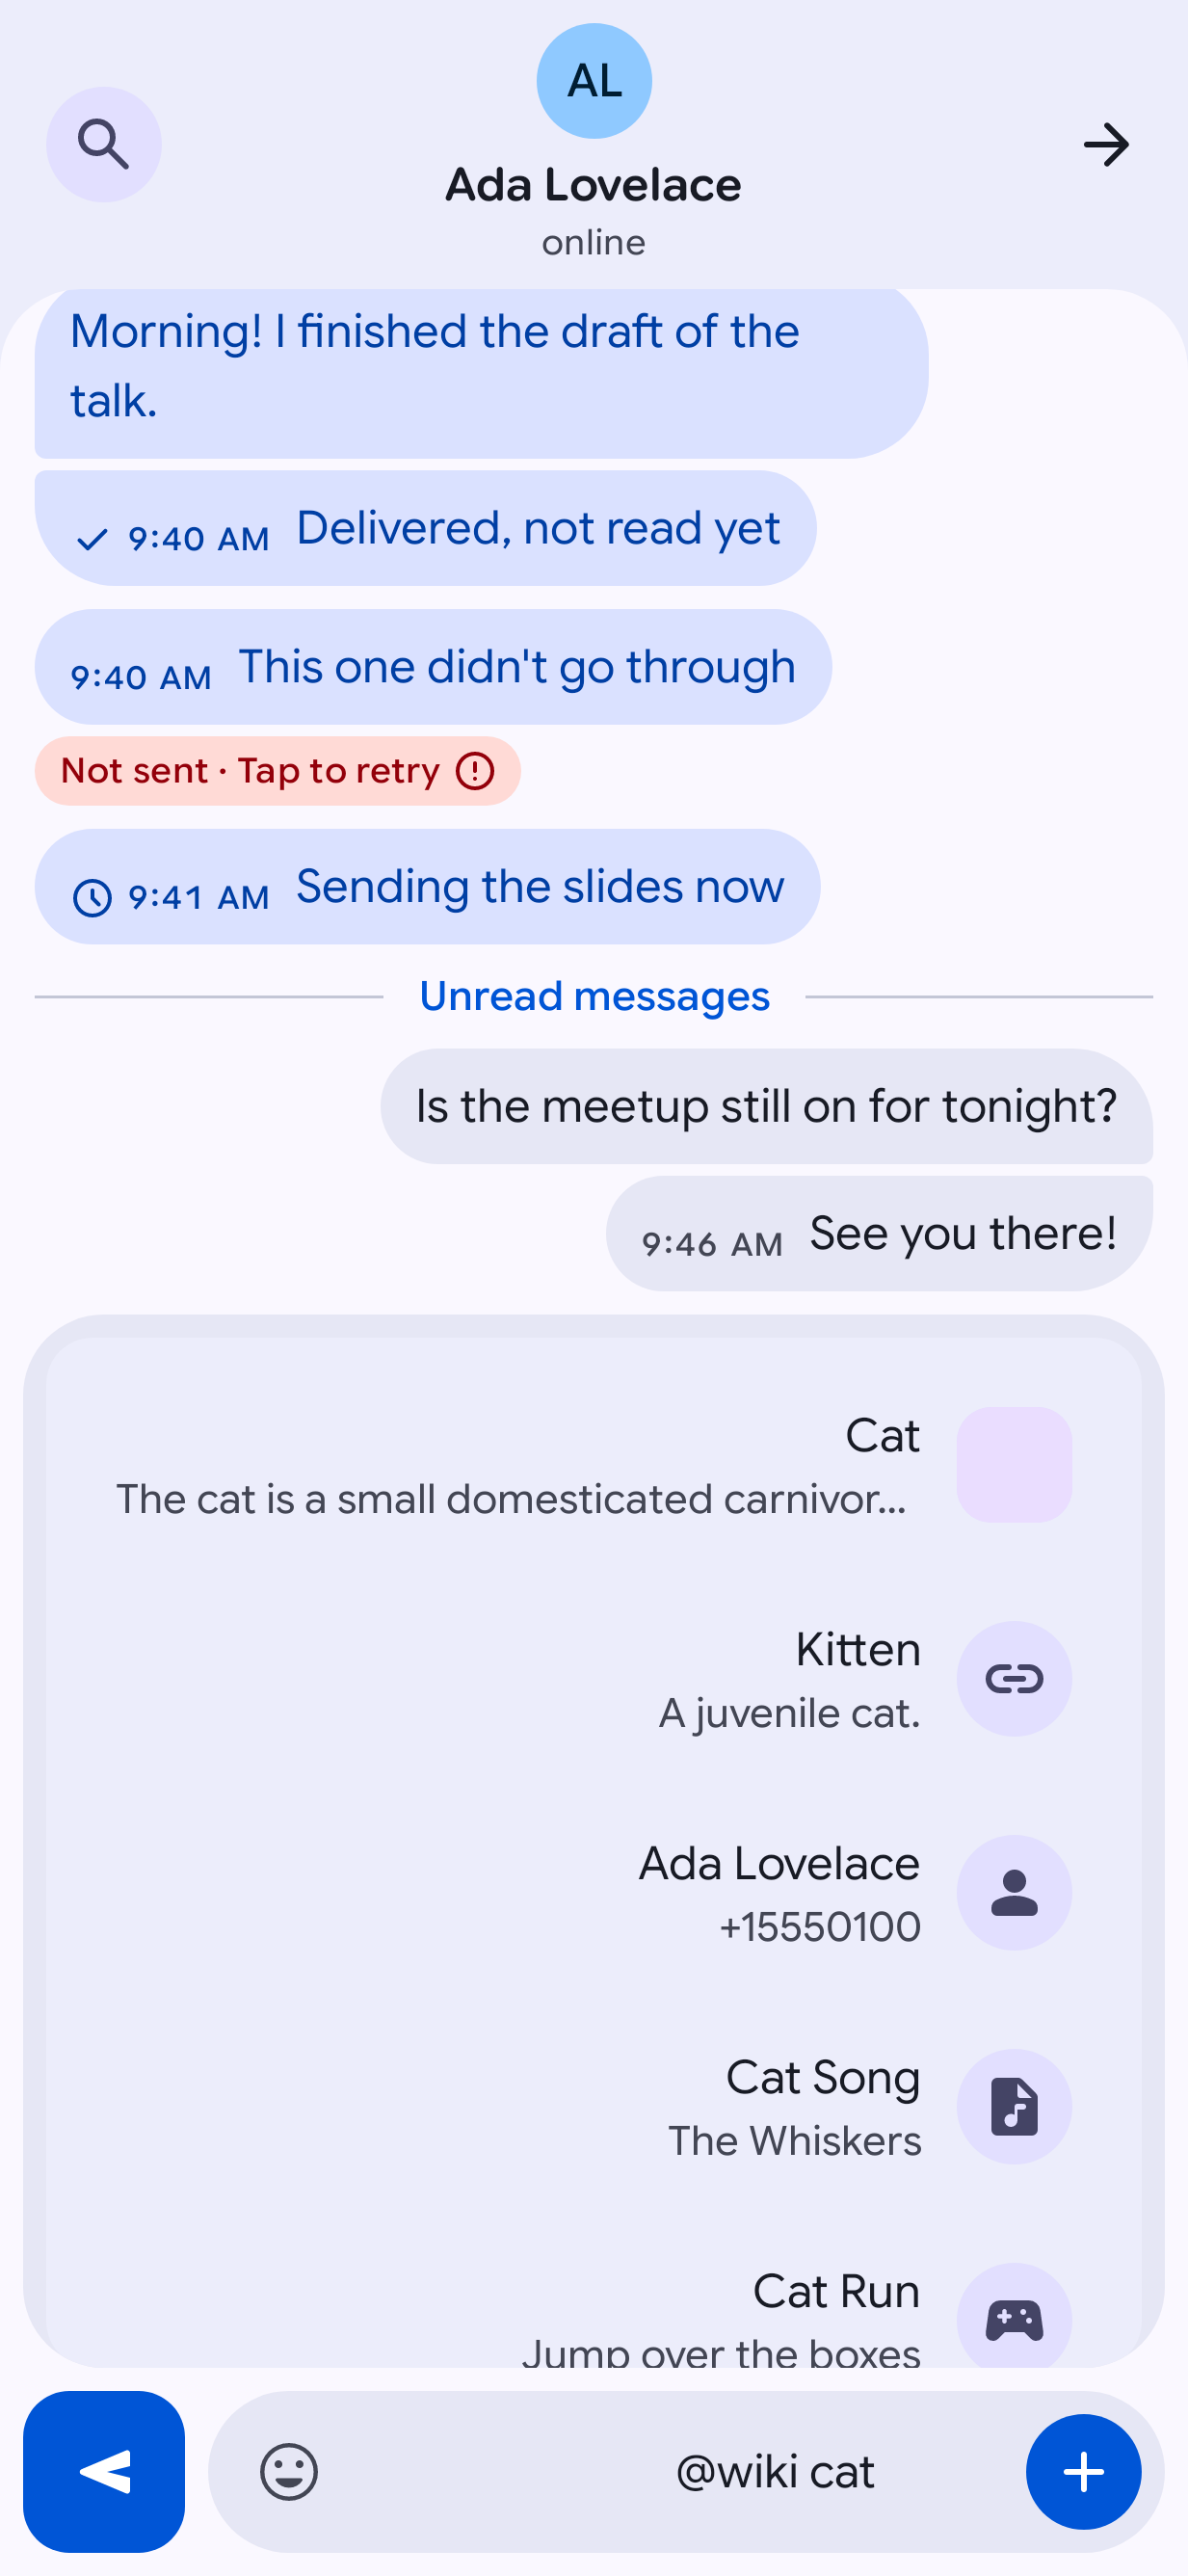 AL
Ada Lovelace
online
Morning! I finished the draft of the
talk.
9:40 AM Delivered, not read yet
9:40 AM This one didn't go through
Not sent · Tap to retry
9:41 AM Sending the slides now
Unread messages
Is the meetup still on for tonight?
9:46 AM See you there!
Cat
The cat is a small domesticated carnivor...
Kitten
A juvenile cat.
Ada Lovelace
+15550100
Cat Song
The Whiskers
Cat Run
Jump over the boxes
@wiki cat